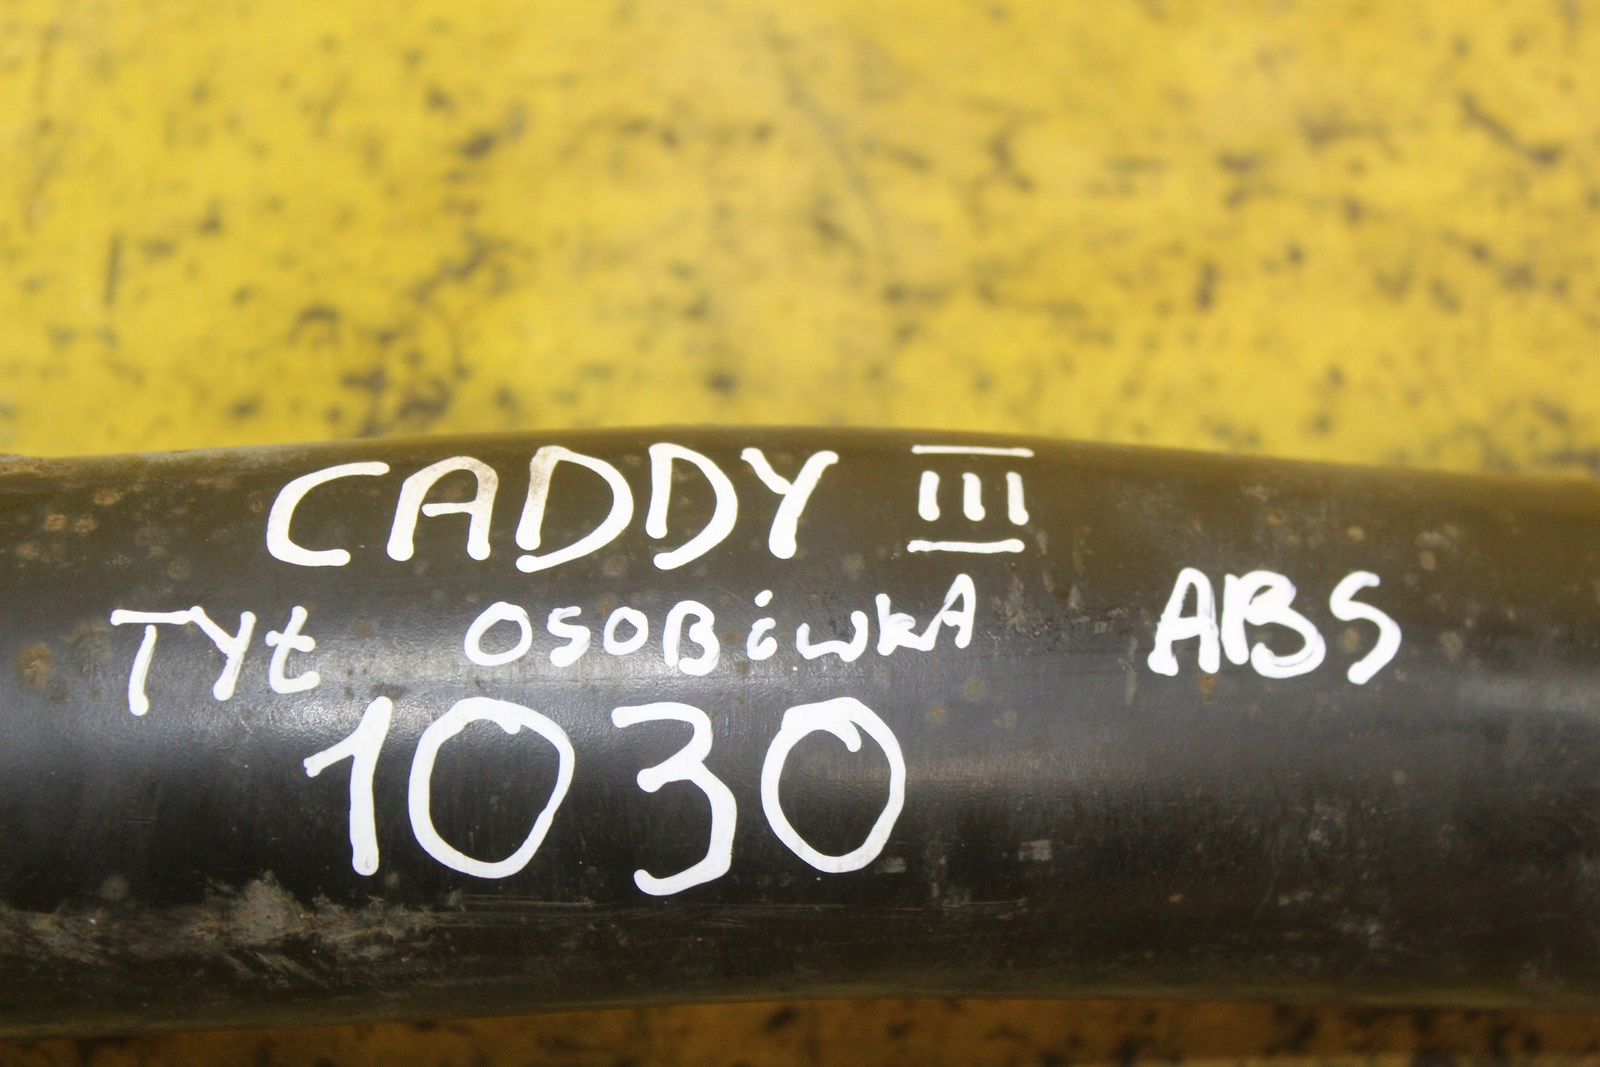 CADDY III
TYŁ OSOBÓWKA ABS
1030